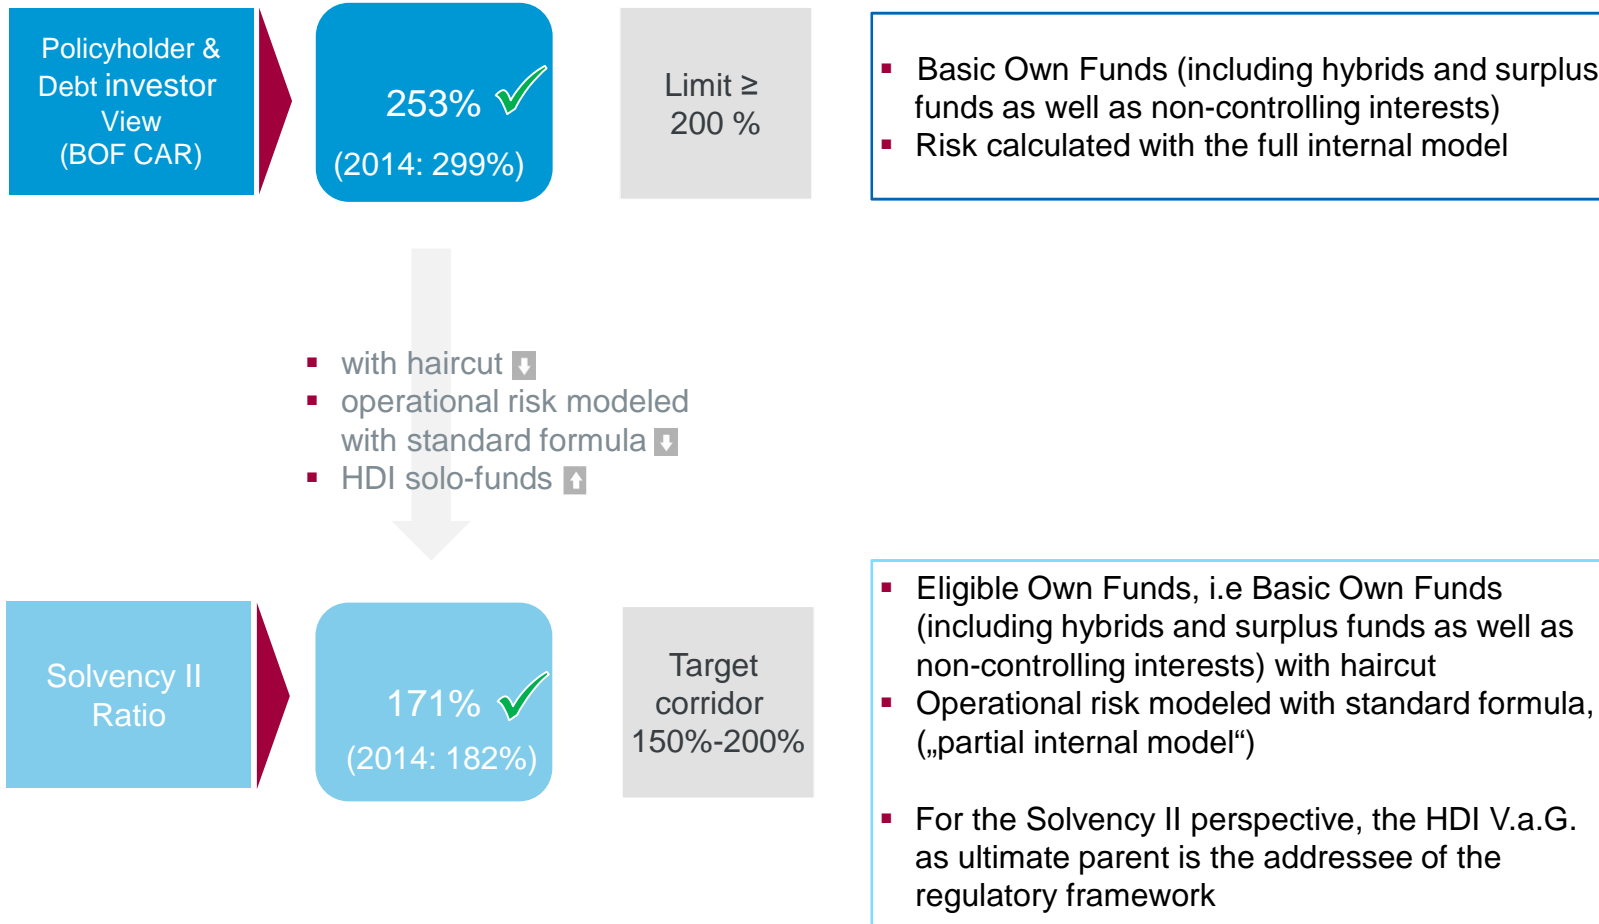 Policyholder &
Debt investor
View
(BOF CAR)
253%
(2014: 299%)
Limit ≥
200 %
▪ Basic Own Funds (including hybrids and surplus
funds as well as non-controlling interests)
▪ Risk calculated with the full internal model
▪ with haircut
▪ operational risk modeled
with standard formula
▪ HDI solo-funds
Solvency II
Ratio
171%
(2014: 182%)
Target
corridor
150%-200%
▪ Eligible Own Funds, i.e Basic Own Funds
(including hybrids and surplus funds as well as
non-controlling interests) with haircut
▪ Operational risk modeled with standard formula,
(„partial internal model“)
▪ For the Solvency II perspective, the HDI V.a.G.
as ultimate parent is the addressee of the
regulatory framework